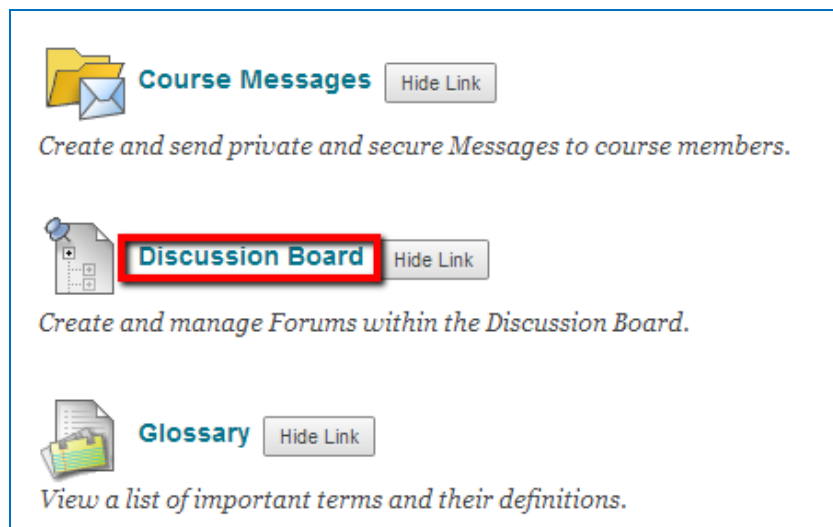 Course Messages Hide Link
Create and send private and secure Messages to course members.
Discussion Board Hide Link
Create and manage Forums within the Discussion Board.
Glossary Hide Link
View a list of important terms and their definitions.